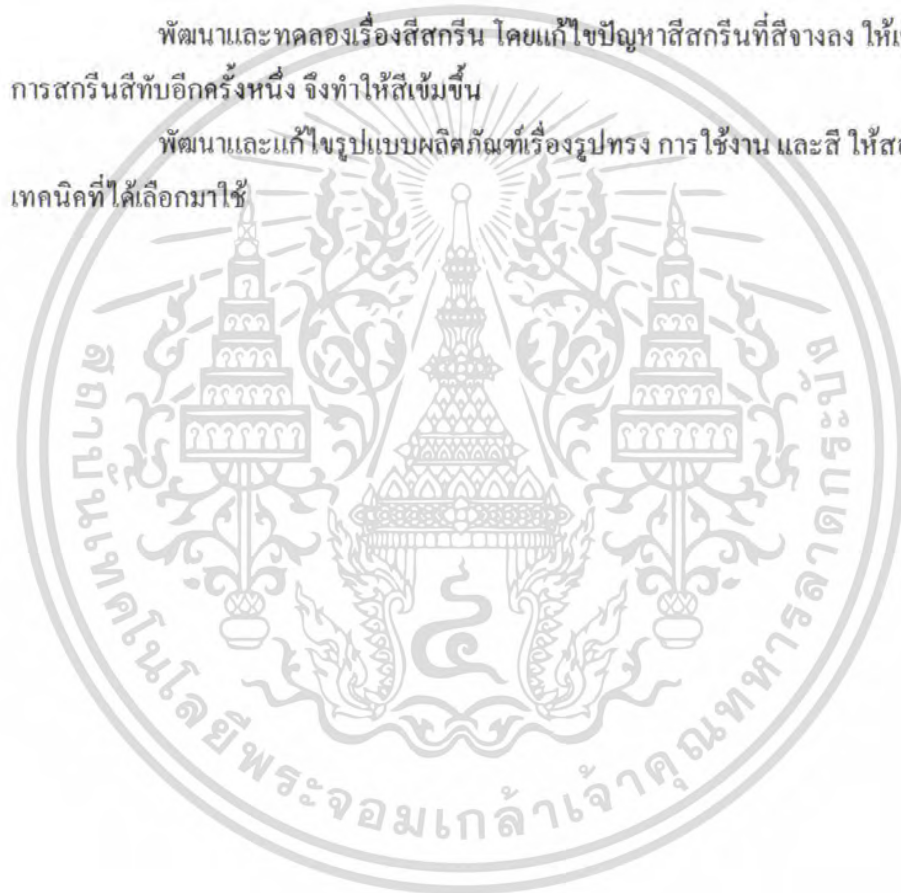 พัฒนาและทดลองเรื่องสีสกรีน โดยแก้ไขปัญหาสีสกรีนที่สีจางลง ให้
การสกรีนสีทับอีกครั้งหนึ่ง จึงทำให้สีเข้มขึ้น
พัฒนาและแก้ไขรูปแบบผลิตภัณฑ์เรื่องรูปทรง การใช้งาน และสี ให้
เทคนิคที่ได้เลือกมาใช้
สถาบันเทคโนโลยีพระจอมเกล้าเจ้าคุณทหารลาดกระบัง